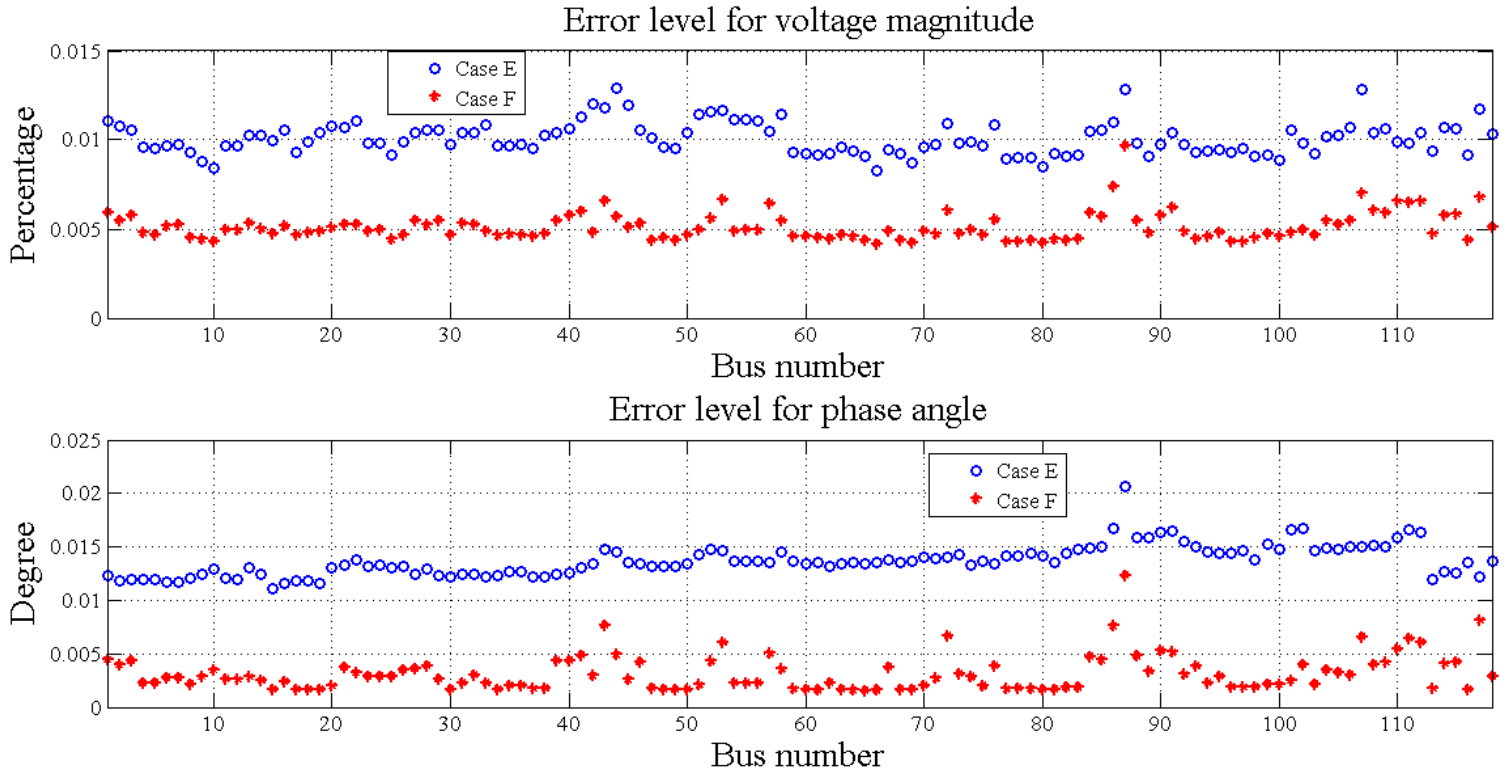 Error level for voltage magnitude
0.015
0.01
0.005
0
Percentage
Case E
Case F
10 20 30 40 50 60 70 80 90 100 110
Bus number
Error level for phase angle
0.025
0.02
0.015
0.01
0.005
0
Degree
Case E
Case F
10 20 30 40 50 60 70 80 90 100 110
Bus number